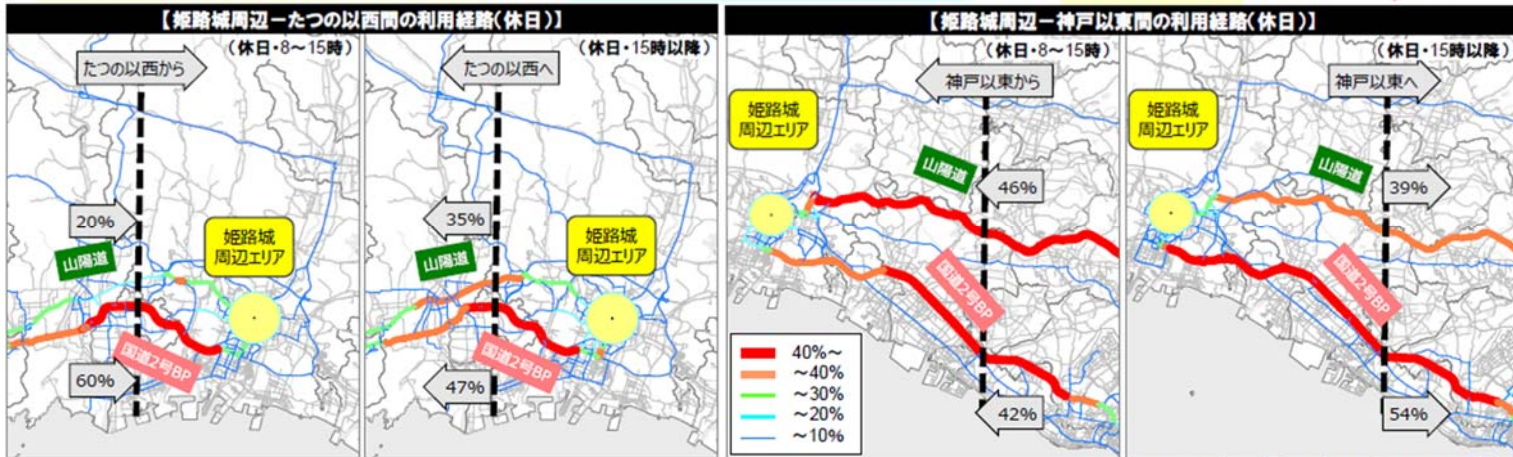 【姫路城周辺－たつの以西間の利用経路(休日)】
(休日・8～15時)
たつの以西から
20%
山陽道
姫路城
周辺エリア
国道2号BP
60%
(休日・15時以降)
たつの以西へ
35%
山陽道
姫路城
周辺エリア
国道2号BP
47%
【姫路城周辺－神戸以東間の利用経路(休日)】
(休日・8～15時)
神戸以東から
姫路城
周辺エリア
山陽道
46%
国道2号BP
42%
40%～
～40%
～30%
～20%
～10%
(休日・15時以降)
神戸以東へ
姫路城
周辺エリア
山陽道
39%
国道2号BP
54%